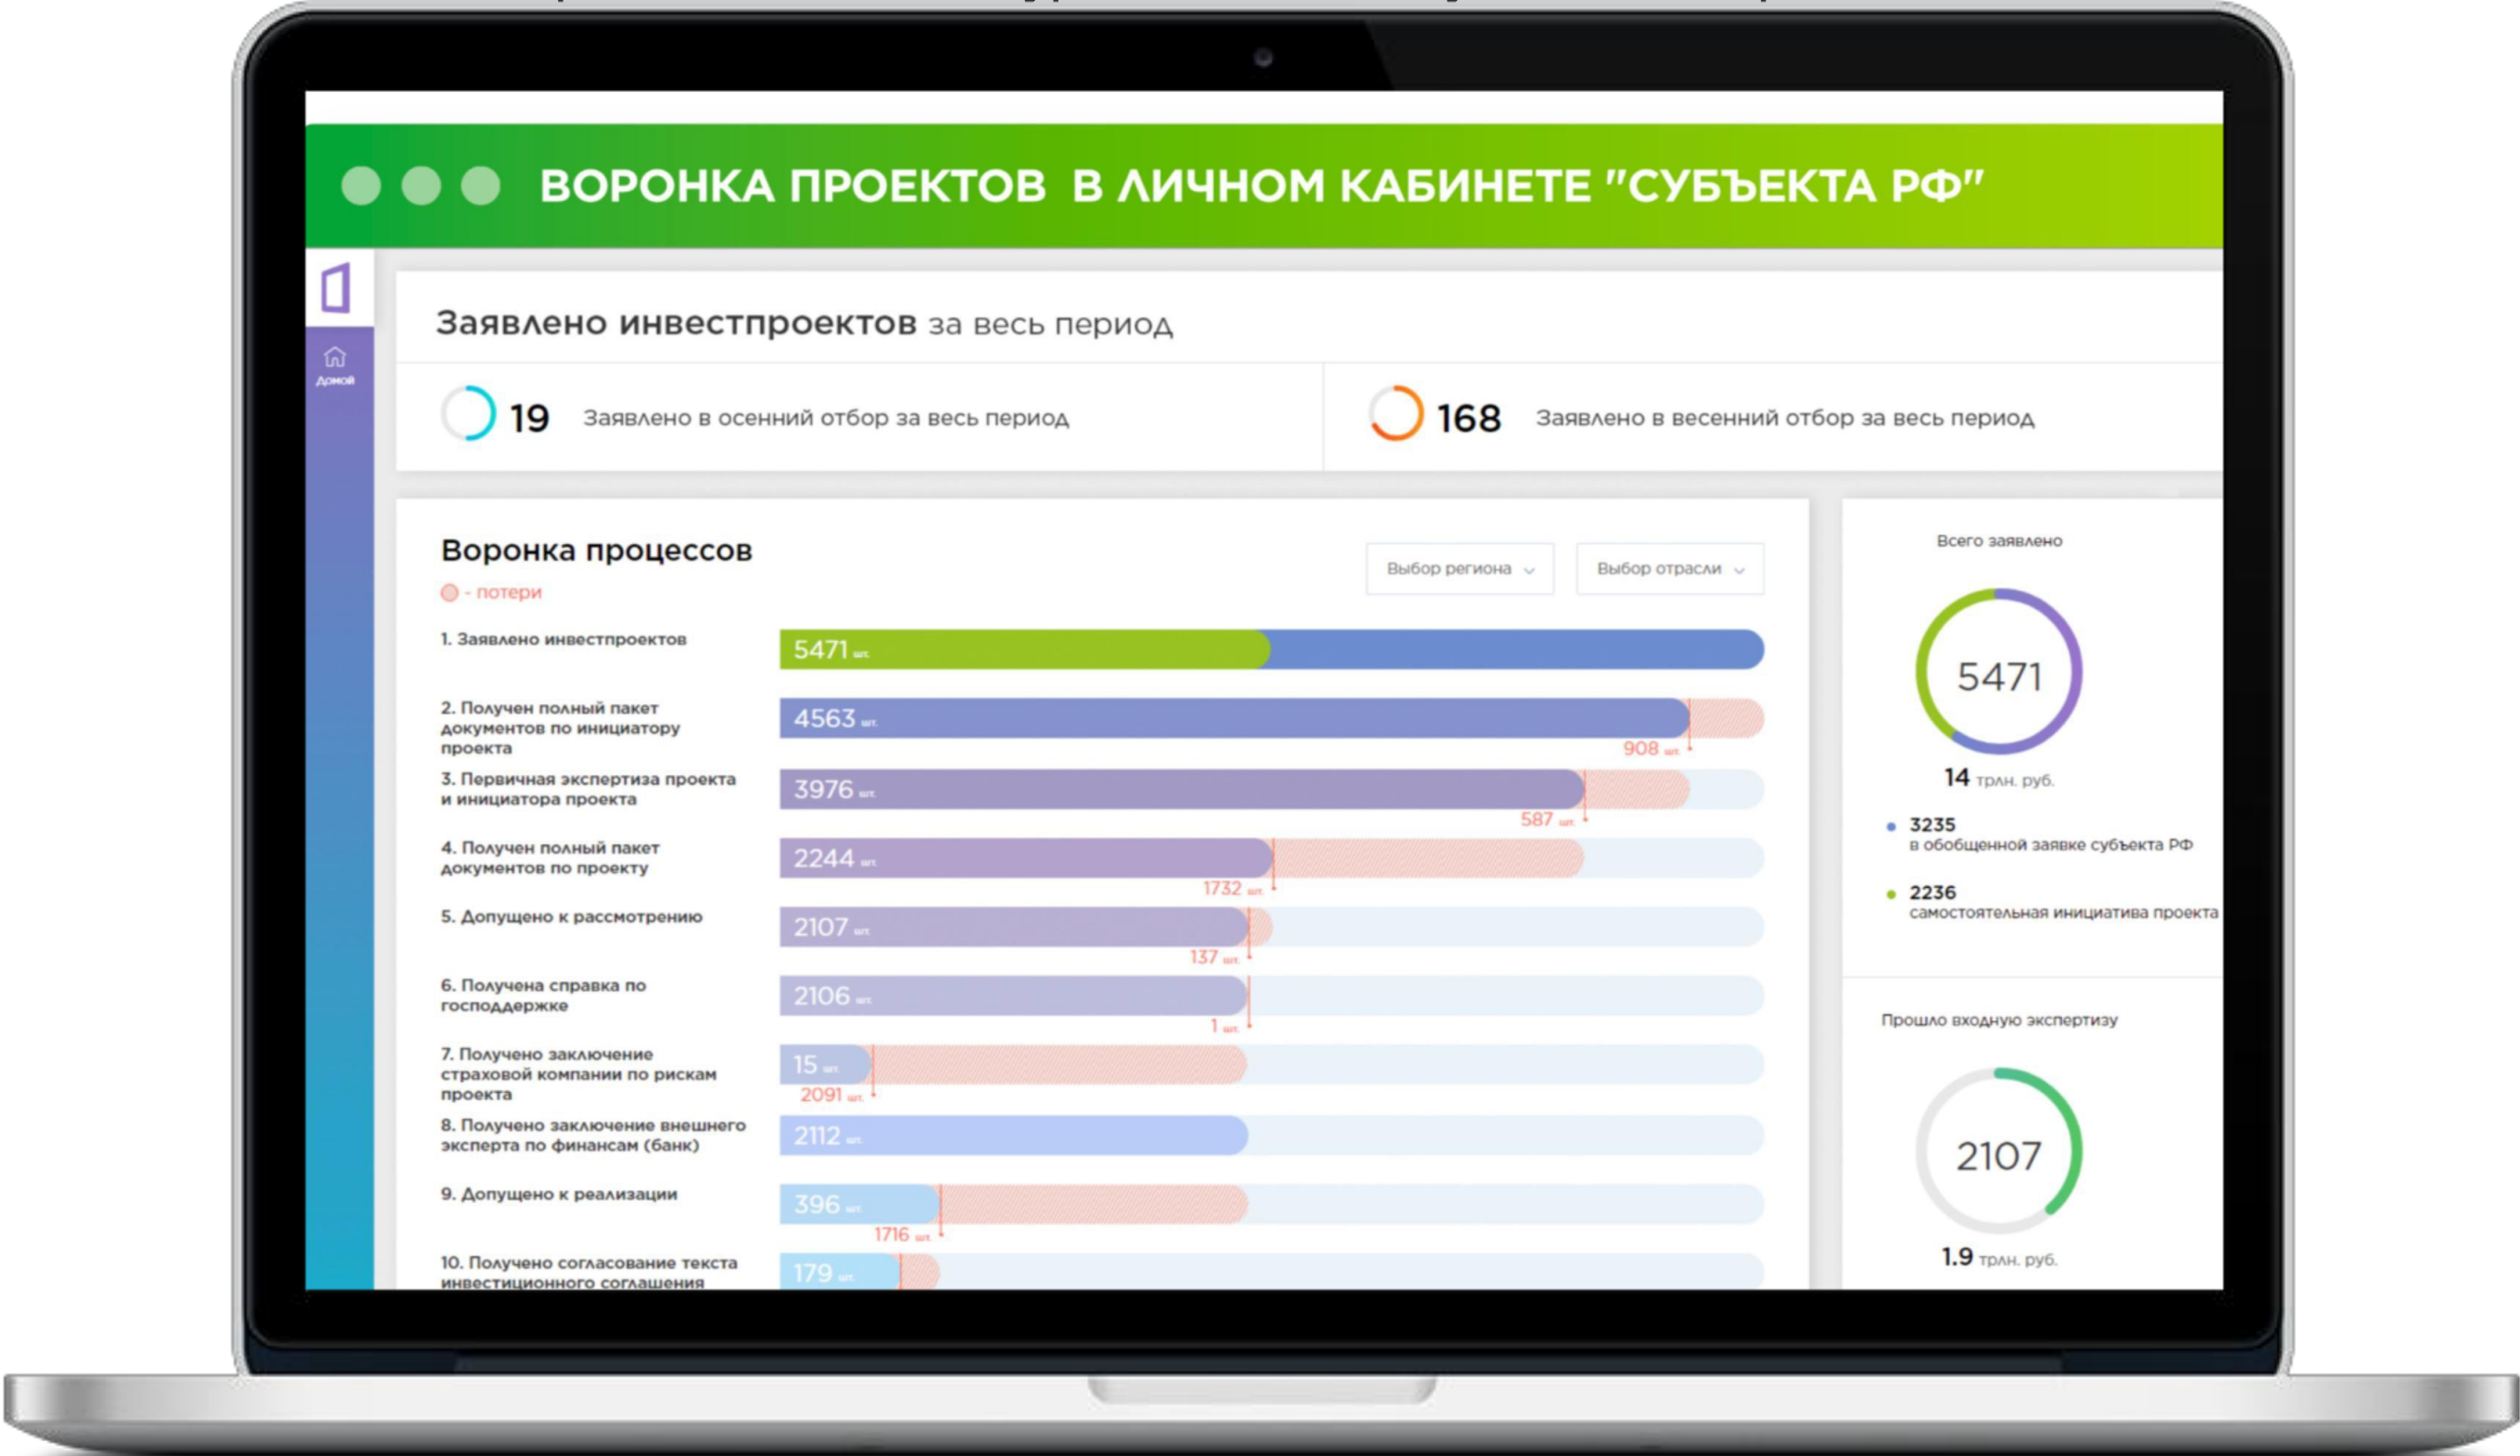 ВОРОНКА ПРОЕКТОВ В ЛИЧНОМ КАБИНЕТЕ "СУБЪЕКТА РФ"
Домой
Заявлено инвестпроектов за весь период
19 Заявлено в осенний отбор за весь период
168 Заявлено в весенний отбор за весь период
Воронка процессов
- потери
Выбор региона
Выбор отрасли
1. Заявлено инвестпроектов
5471 шт.
2. Получен полный пакет
документов по инициатору
проекта
4563 шт.
908 шт.
3. Первичная экспертиза проекта
и инициатора проекта
3976 шт.
587 шт.
4. Получен полный пакет
документов по проекту
2244 шт.
1732 шт.
5. Допущено к рассмотрению
2107 шт.
137 шт.
6. Получена справка по
господдержке
2106 шт.
1 шт.
7. Получено заключение
страховой компании по рискам
проекта
15 шт.
2091 шт.
8. Получено заключение внешнего
эксперта по финансам (банк)
2112 шт.
9. Допущено к реализации
396 шт.
1716 шт.
10. Получено согласование текста
инвестиционного соглашения
179 шт.
Всего заявлено
5471
14 трлн. руб.
3235
в обобщенной заявке субъекта РФ
2236
самостоятельная инициатива проекта
Прошло входную экспертизу
2107
1.9 трлн. руб.